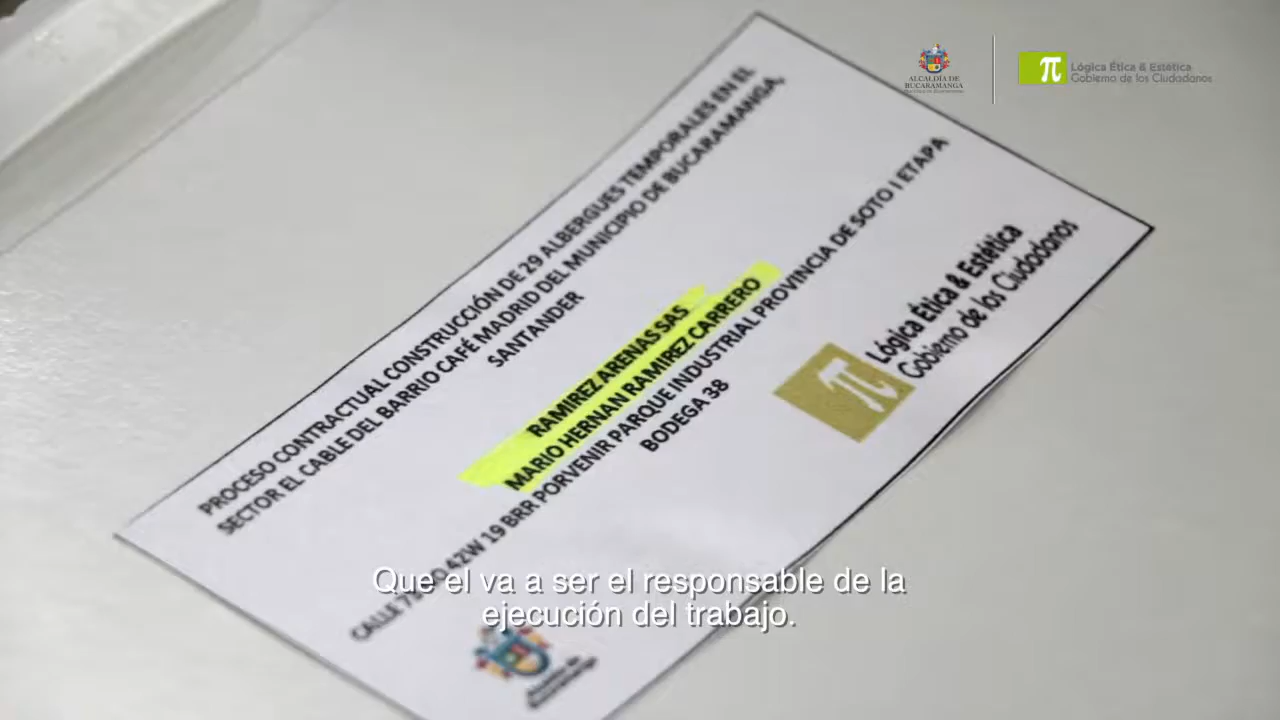 ALCALDÍA DE
BUCARAMANGA
π Lógica Ética & Estética
Gobierno de los Ciudadanos
PROCESO CONTRACTUAL CONSTRUCCIÓN DE 29 ALBERGUES TEMPORALES EN EL
SECTOR EL CABLE DEL BARRIO CAFÉ MADRID DEL MUNICIPIO DE BUCARAMANGA,
SANTANDER
RAMIREZ ARENAS SAS
MARIO HERNAN RAMIREZ CARRERO
CALLE 42W 19 BRR PORVENIR PARQUE INDUSTRIAL PROVINCIA DE SOTO I ETAPA
BODEGA 38
π Lógica Ética & Estética
Gobierno de los Ciudadanos
Que el va a ser el responsable de la
ejecución del trabajo.